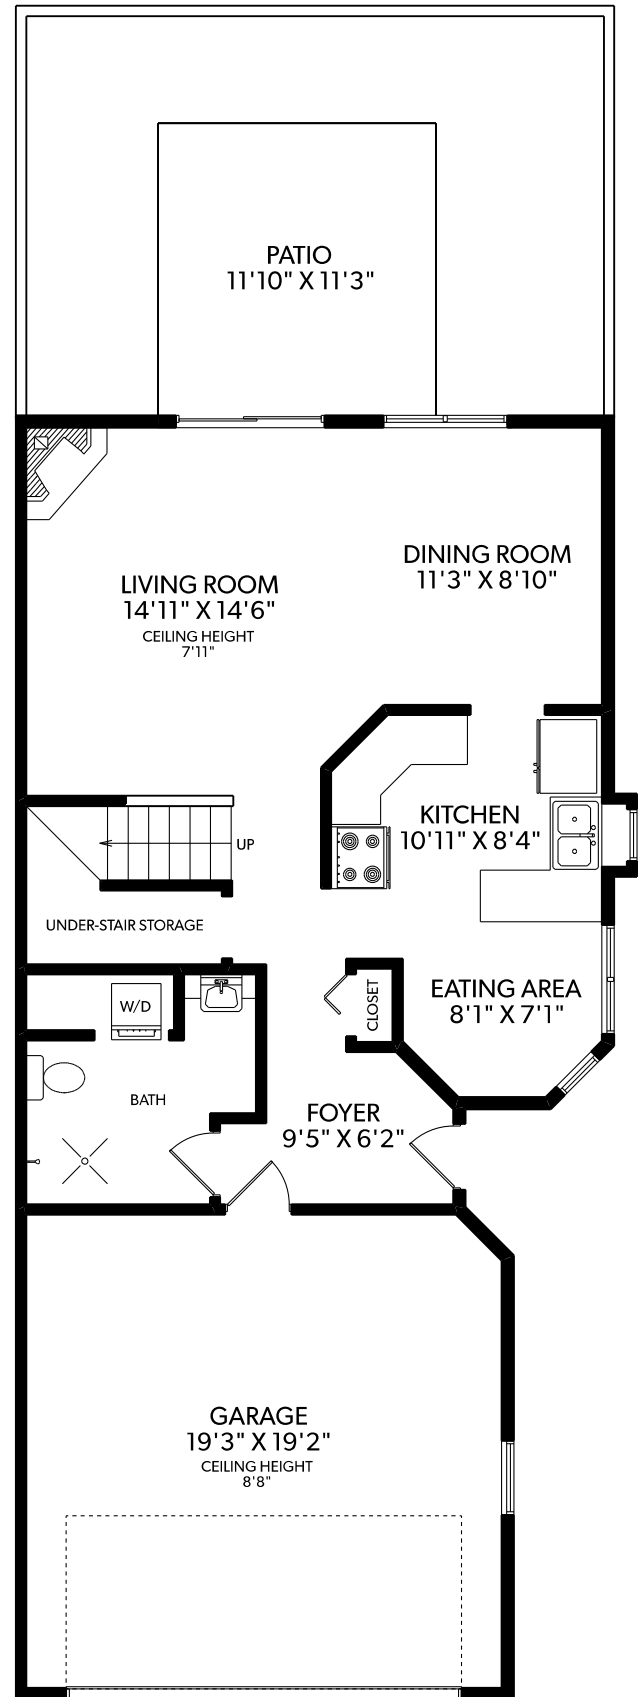 PATIO
11'10" X 11'3"
DINING ROOM
11'3" X 8'10"
LIVING ROOM
14'11" X 14'6"
CEILING HEIGHT
7'11"
KITCHEN
10'11" X 8'4"
UP
UNDER-STAIR STORAGE
EATING AREA
8'1" X 7'1"
CLOSET
W/D
BATH
FOYER
9'5" X 6'2"
GARAGE
19'3" X 19'2"
CEILING HEIGHT
8'8"